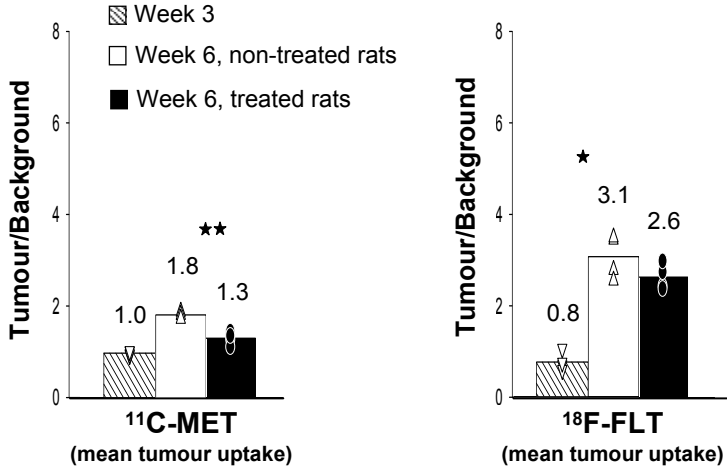 Week 3
Week 6, non-treated rats
Week 6, treated rats
Tumour/Background
8
6
4
2
0
1.0
1.8
1.3
★★
¹¹C-MET
(mean tumour uptake)
Tumour/Background
8
6
4
2
0
★
0.8
3.1
2.6
¹⁸F-FLT
(mean tumour uptake)